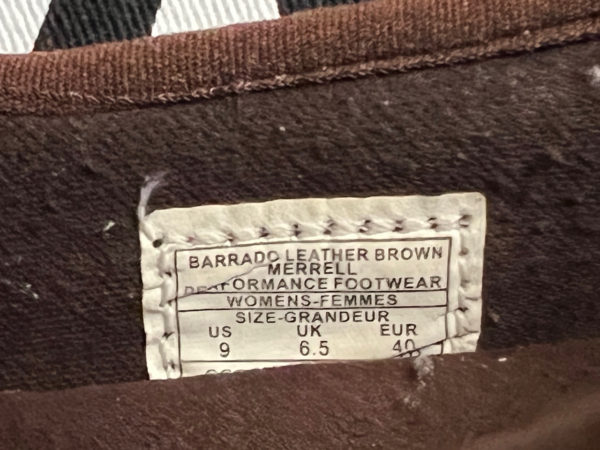 BARRADO LEATHER BROWN
MERRELL
PERFORMANCE FOOTWEAR
WOMENS-FEMMES
SIZE-GRANDEUR
US UK EUR
9 6.5 40